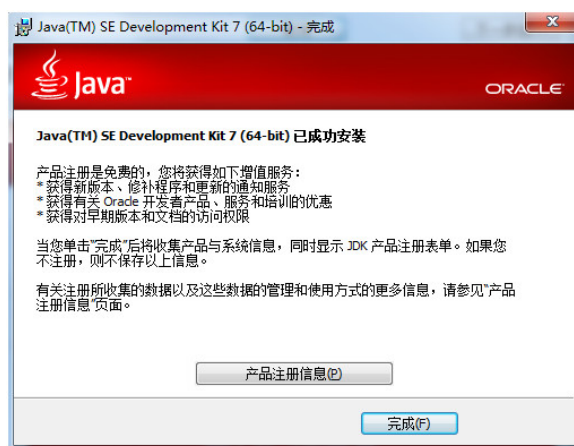 Java(TM) SE Development Kit 7 (64-bit) - 完成
Java™
ORACLE
Java(TM) SE Development Kit 7 (64-bit) 已成功安装
产品注册是免费的，您将获得如下增值服务：
* 获得新版本、修补程序和更新的通知服务
* 获得有关 Oracle 开发者产品、服务和培训的优惠
* 获得对早期版本和文档的访问权限
当您单击“完成”后将收集产品与系统信息，同时显示 JDK 产品注册表单。如果您
不注册，则不保存以上信息。
有关注册所收集的数据以及这些数据的管理和使用方式的更多信息，请参见“产品
注册信息”页面。
产品注册信息(P)
完成(F)